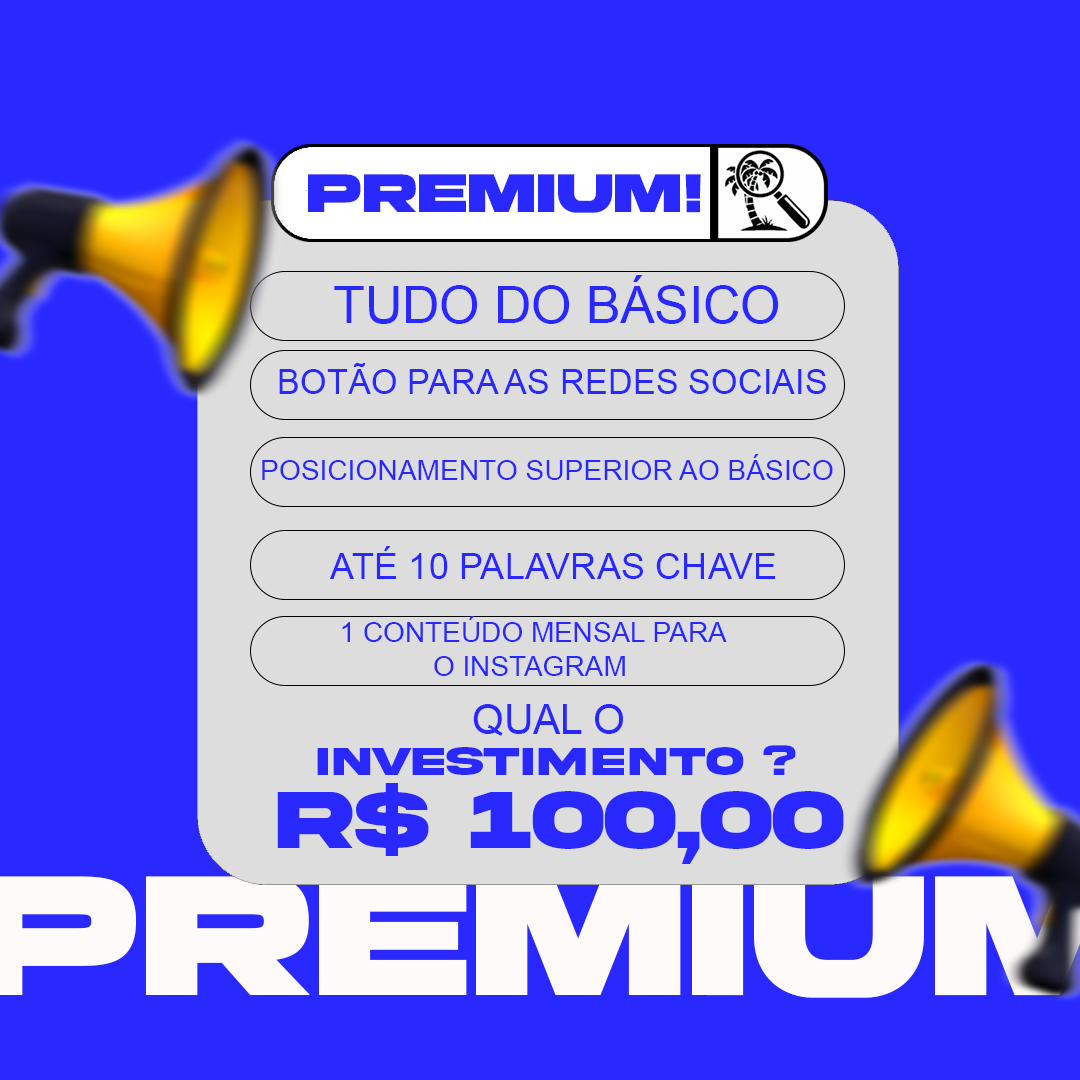 PREMIUM!
TUDO DO BÁSICO
BOTÃO PARA AS REDES SOCIAIS
POSICIONAMENTO SUPERIOR AO BÁSICO
ATÉ 10 PALAVRAS CHAVE
1 CONTEÚDO MENSAL PARA
O INSTAGRAM
QUAL O
INVESTIMENTO ?
R$ 100,00
PREMIUM